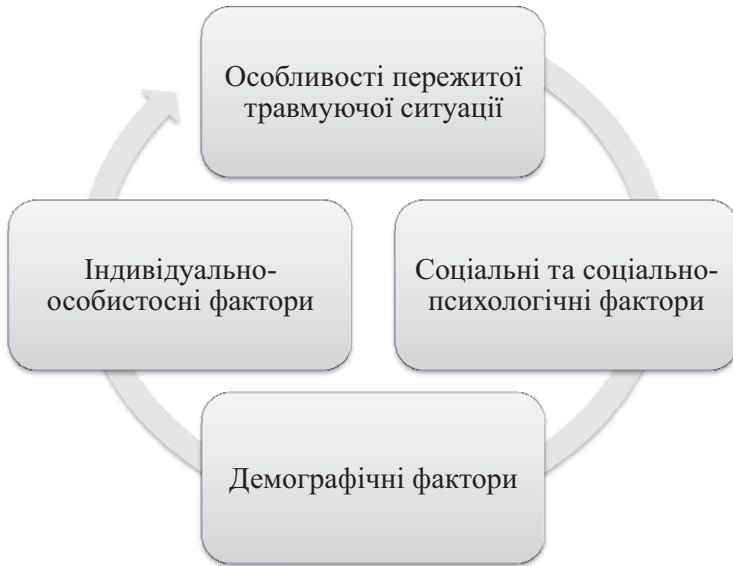 Особливості пережитої
травмуючої ситуації
Індивідуально-
особистосні фактори
Соціальні та соціально-
психологічні фактори
Демографічні фактори